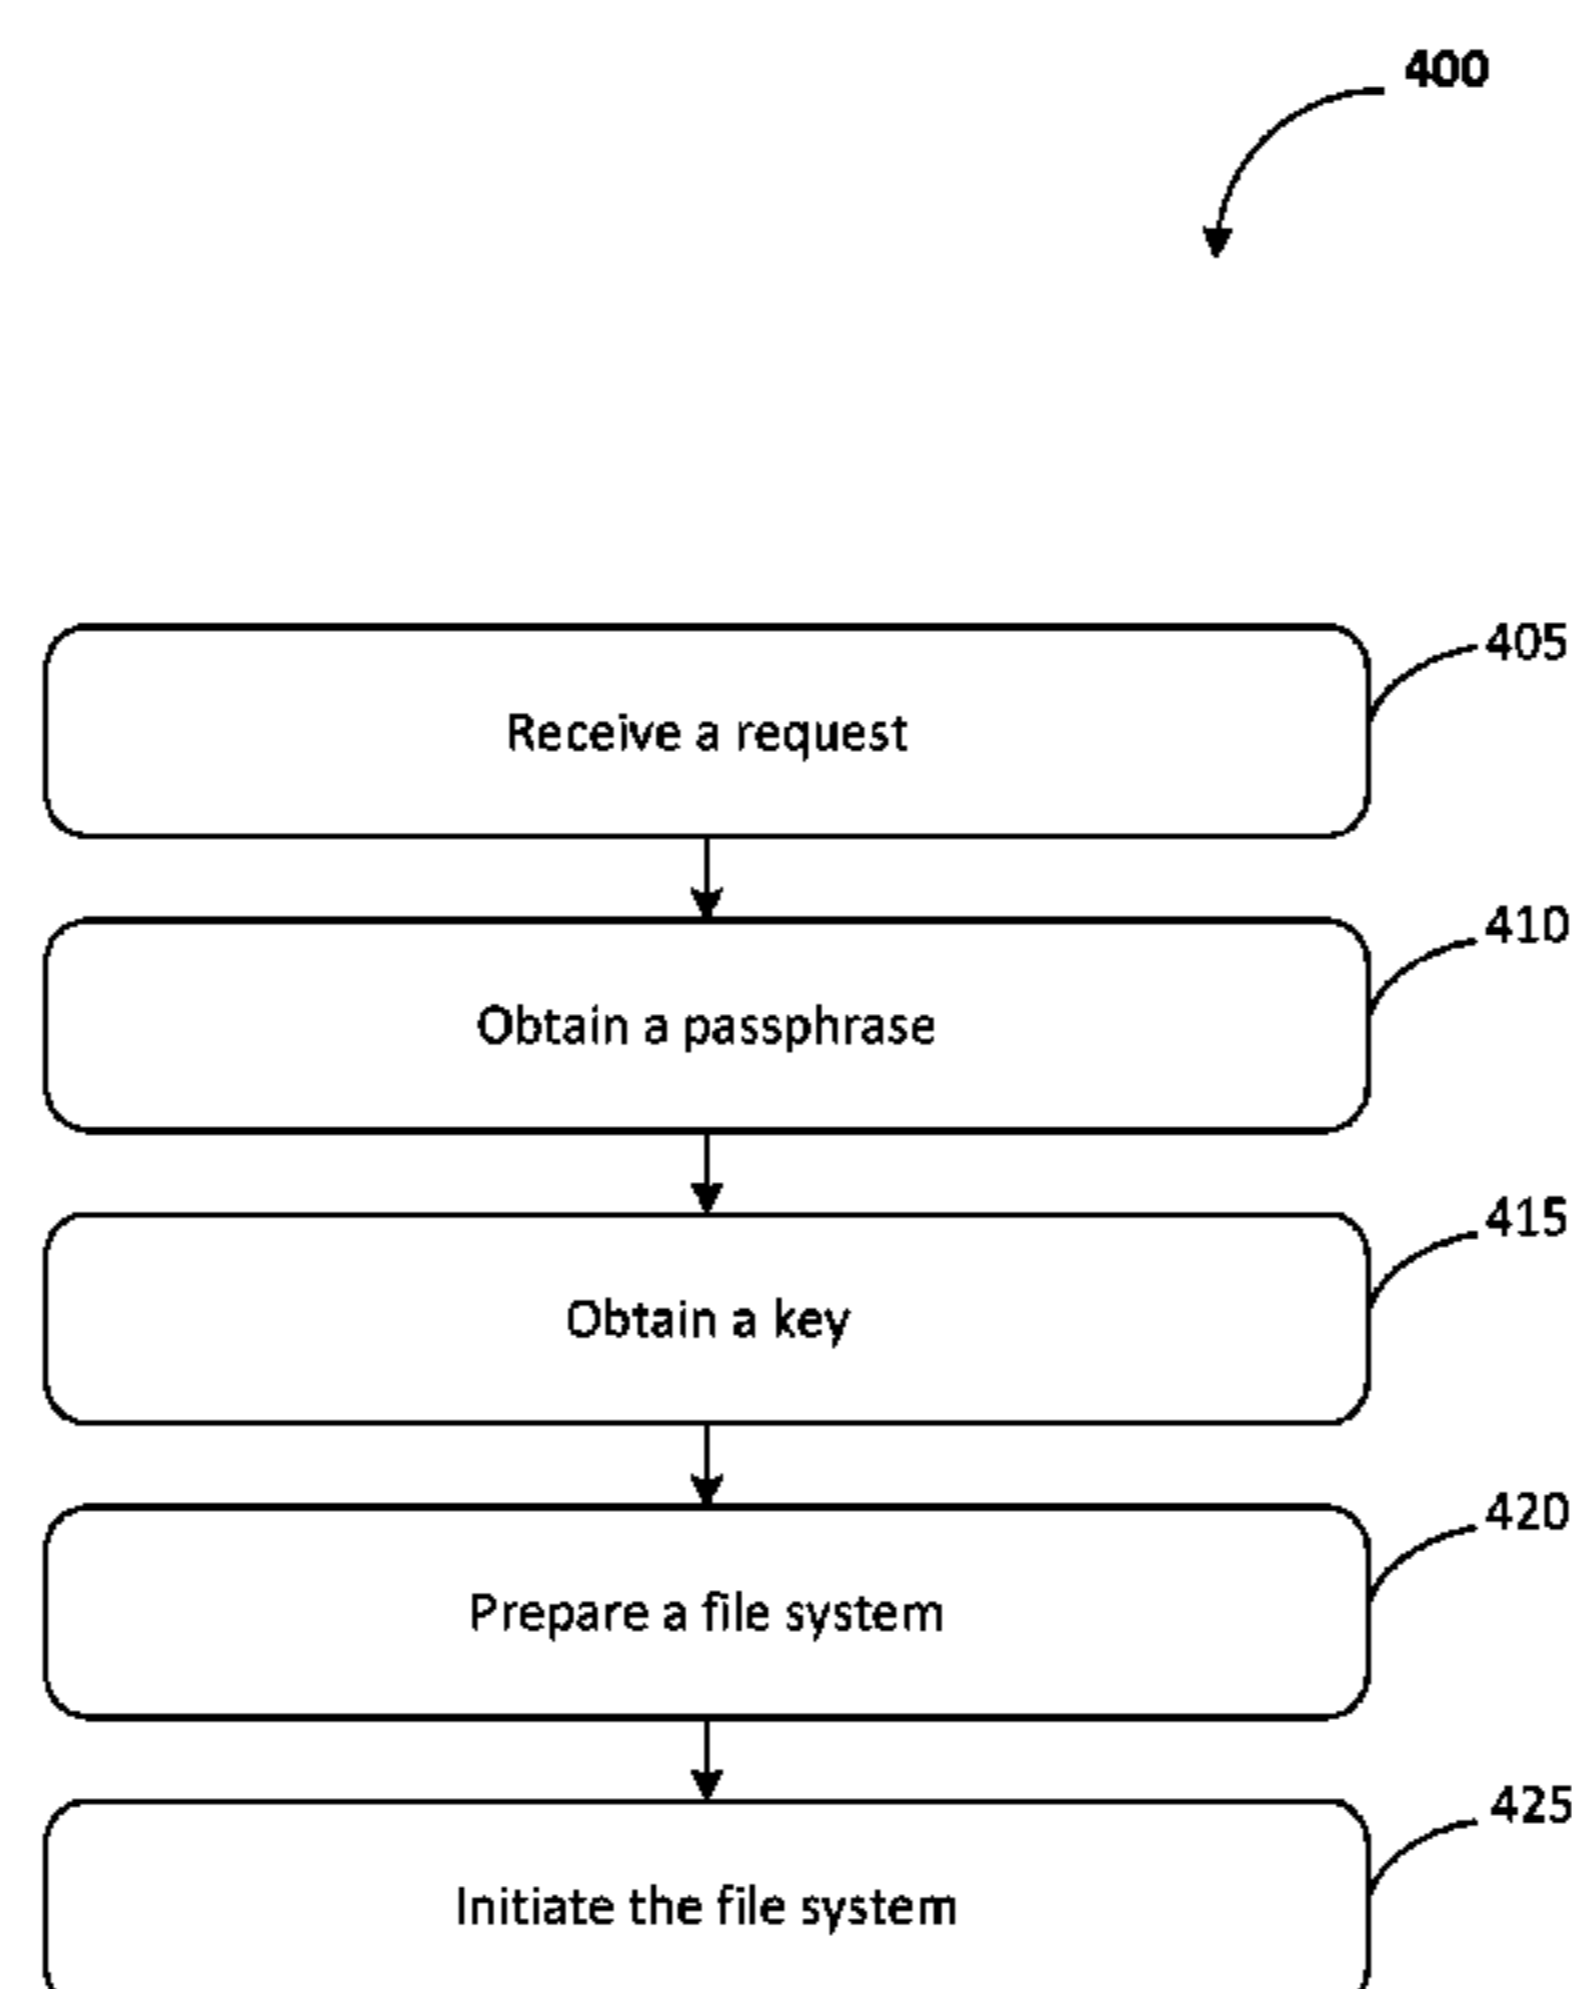 400
405
Receive a request
410
Obtain a passphrase
415
Obtain a key
420
Prepare a file system
425
Initiate the file system